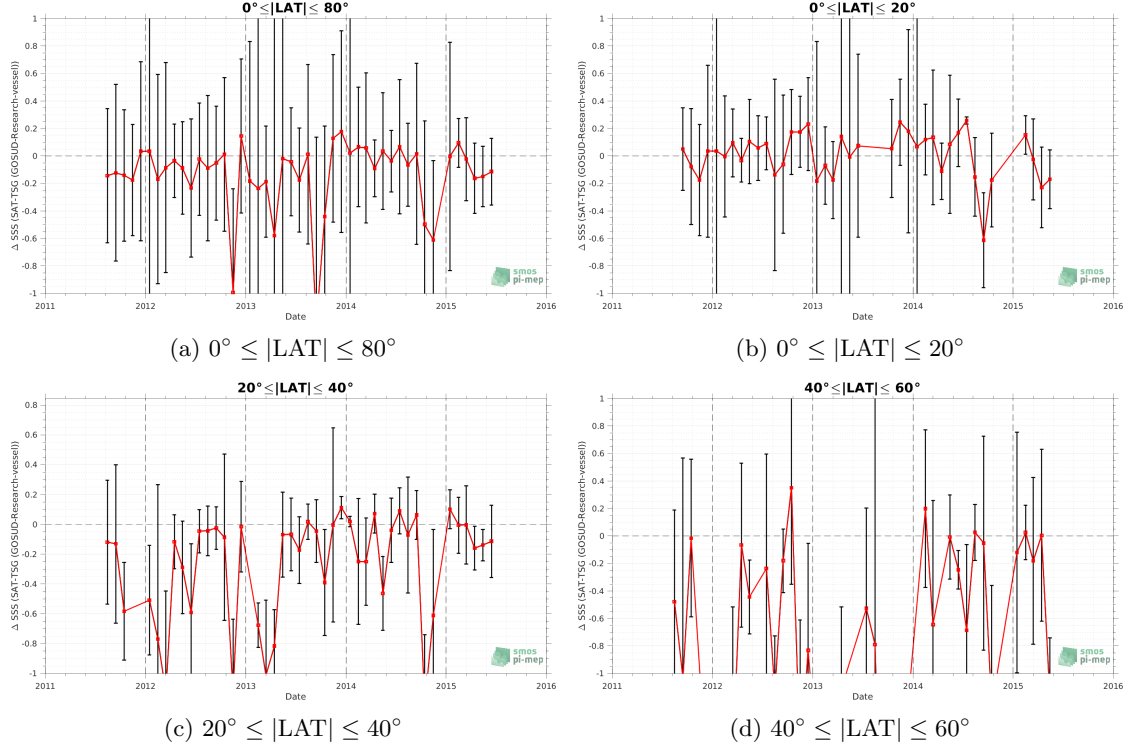 0°≤|LAT|≤ 80°
Δ SSS (SAT-TSG (GOSUD-Research-vessel))
1
0.8
0.6
0.4
0.2
0
-0.2
-0.4
-0.6
-0.8
-1
2011 2012 2013 2014 2015 2016
Date
smos
pi-mep
(a) 0° ≤ |LAT| ≤ 80°
0°≤|LAT|≤ 20°
Δ SSS (SAT-TSG (GOSUD-Research-vessel))
1
0.8
0.6
0.4
0.2
0
-0.2
-0.4
-0.6
-0.8
-1
2011 2012 2013 2014 2015 2016
Date
smos
pi-mep
(b) 0° ≤ |LAT| ≤ 20°
20°≤|LAT|≤ 40°
Δ SSS (SAT-TSG (GOSUD-Research-vessel))
0.8
0.6
0.4
0.2
0
-0.2
-0.4
-0.6
-0.8
-1
2011 2012 2013 2014 2015 2016
Date
smos
pi-mep
(c) 20° ≤ |LAT| ≤ 40°
40°≤|LAT|≤ 60°
Δ SSS (SAT-TSG (GOSUD-Research-vessel))
1
0.8
0.6
0.4
0.2
0
-0.2
-0.4
-0.6
-0.8
-1
2011 2012 2013 2014 2015 2016
Date
smos
pi-mep
(d) 40° ≤ |LAT| ≤ 60°